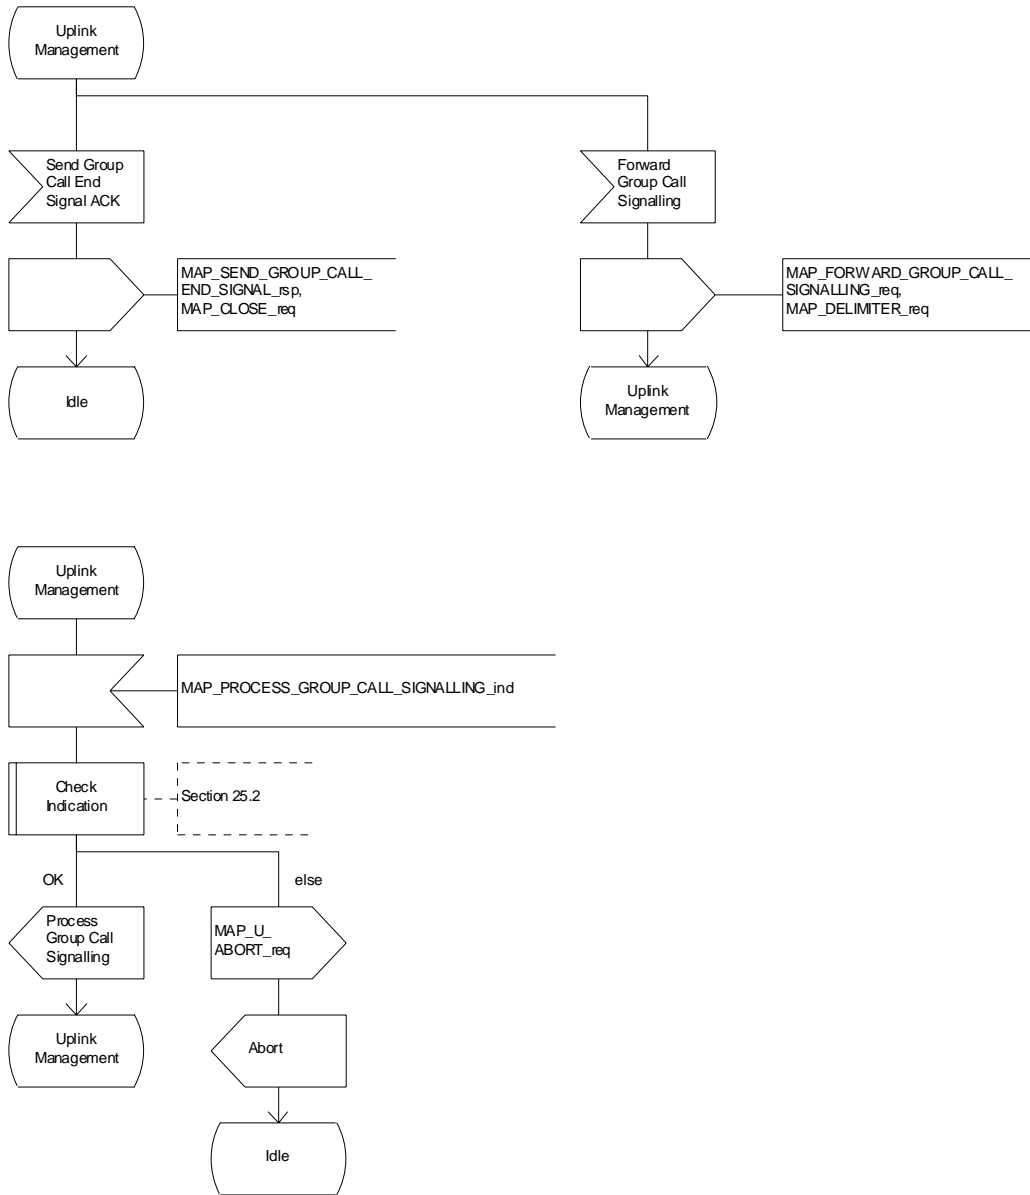 Uplink
Management
Send Group
Call End
Signal ACK
Forward
Group Call
Signalling
MAP_SEND_GROUP_CALL_
END_SIGNAL_rsp,
MAP_CLOSE_req
MAP_FORWARD_GROUP_CALL_
SIGNALLING_req,
MAP_DELIMITER_req
Idle
Uplink
Management
Uplink
Management
MAP_PROCESS_GROUP_CALL_SIGNALLING_ind
Check
Indication
Section 25.2
OK
else
Process
Group Call
Signalling
MAP_U_
ABORT_req
Uplink
Management
Abort
Idle